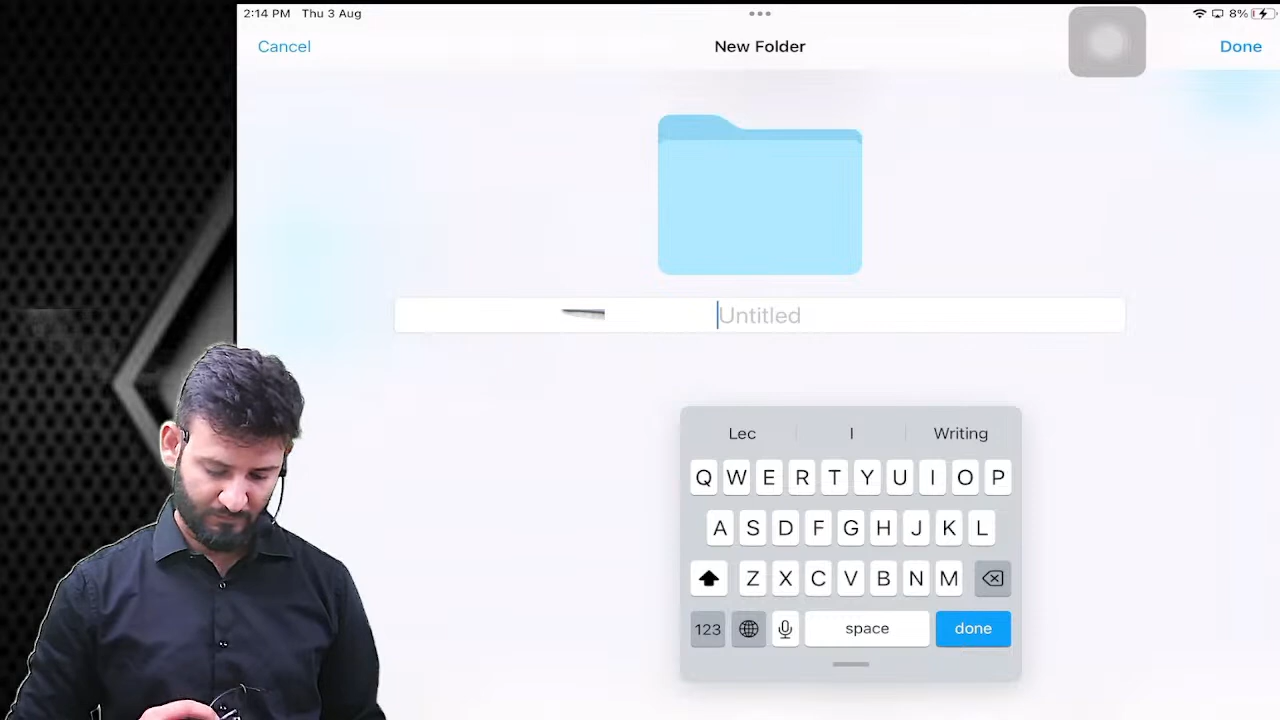 2:14 PM Thu 3 Aug
8%
Cancel
New Folder
Done
Untitled
Lec I Writing
Q W E R T Y U I O P
A S D F G H J K L
Z X C V B N M
123 space done